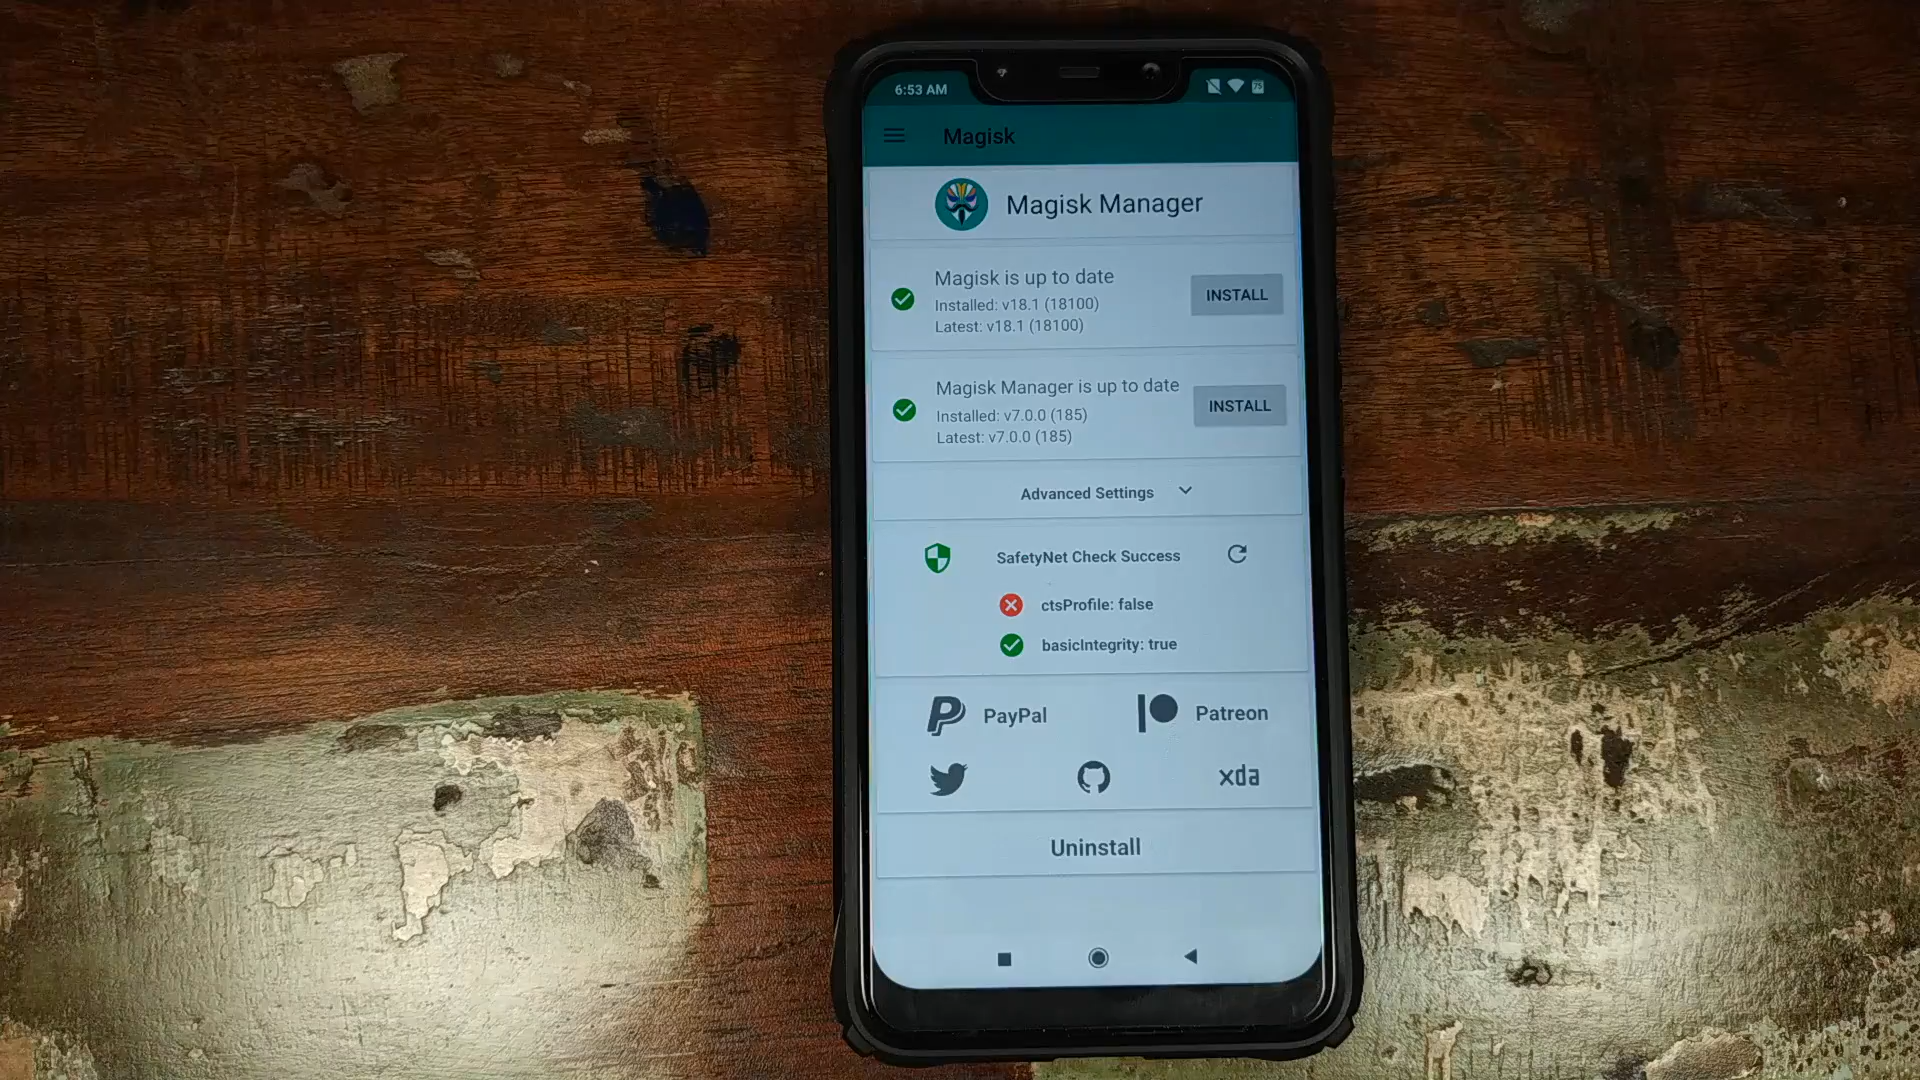 6:53 AM
75
Magisk
Magisk Manager
Magisk is up to date
Installed: v18.1 (18100)
Latest: v18.1 (18100)
INSTALL
Magisk Manager is up to date
Installed: v7.0.0 (185)
Latest: v7.0.0 (185)
INSTALL
Advanced Settings
SafetyNet Check Success
ctsProfile: false
basicIntegrity: true
PayPal
Patreon
xda
Uninstall